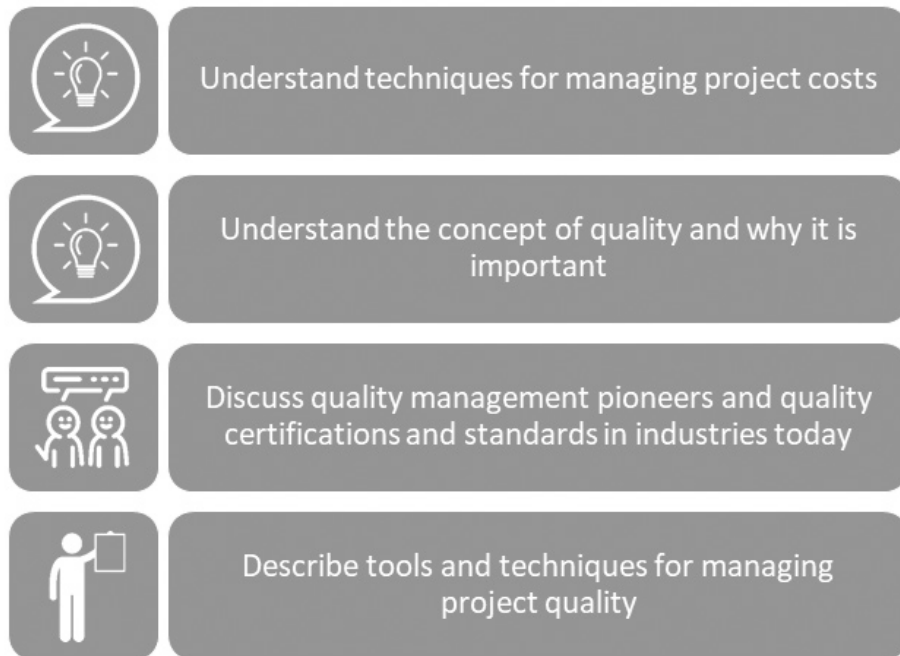 Understand techniques for managing project costs
Understand the concept of quality and why it is
important
Discuss quality management pioneers and quality
certifications and standards in industries today
Describe tools and techniques for managing
project quality